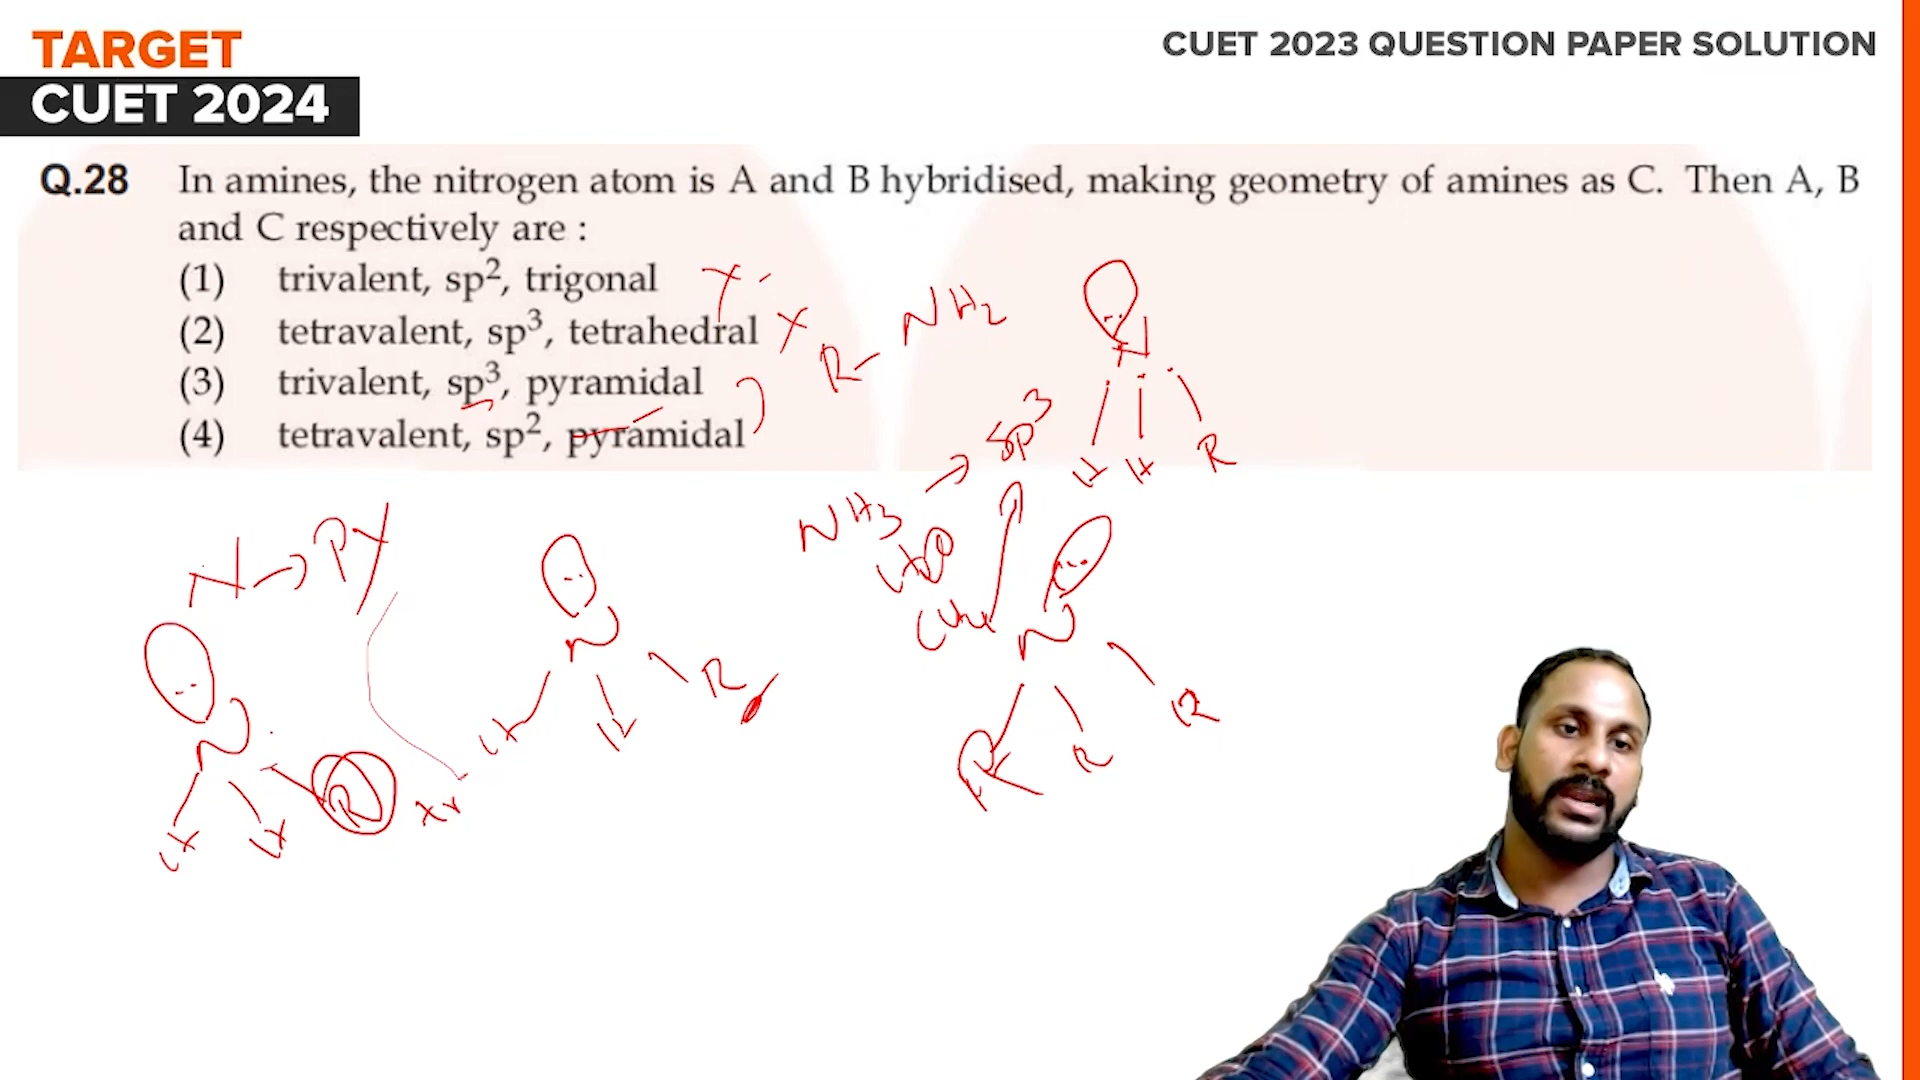 TARGET
CUET 2024
CUET 2023 QUESTION PAPER SOLUTION
Q.28 In amines, the nitrogen atom is A and B hybridised, making geometry of amines as C. Then A, B
and C respectively are :
(1) trivalent, sp², trigonal
(2) tetravalent, sp³, tetrahedral
(3) trivalent, sp³, pyramidal
(4) tetravalent, sp², pyramidal
x
x
R-NH₂
N
H H R
NH₃ → sp³
N → PY
N
H H R
N
H R R
N
R R R